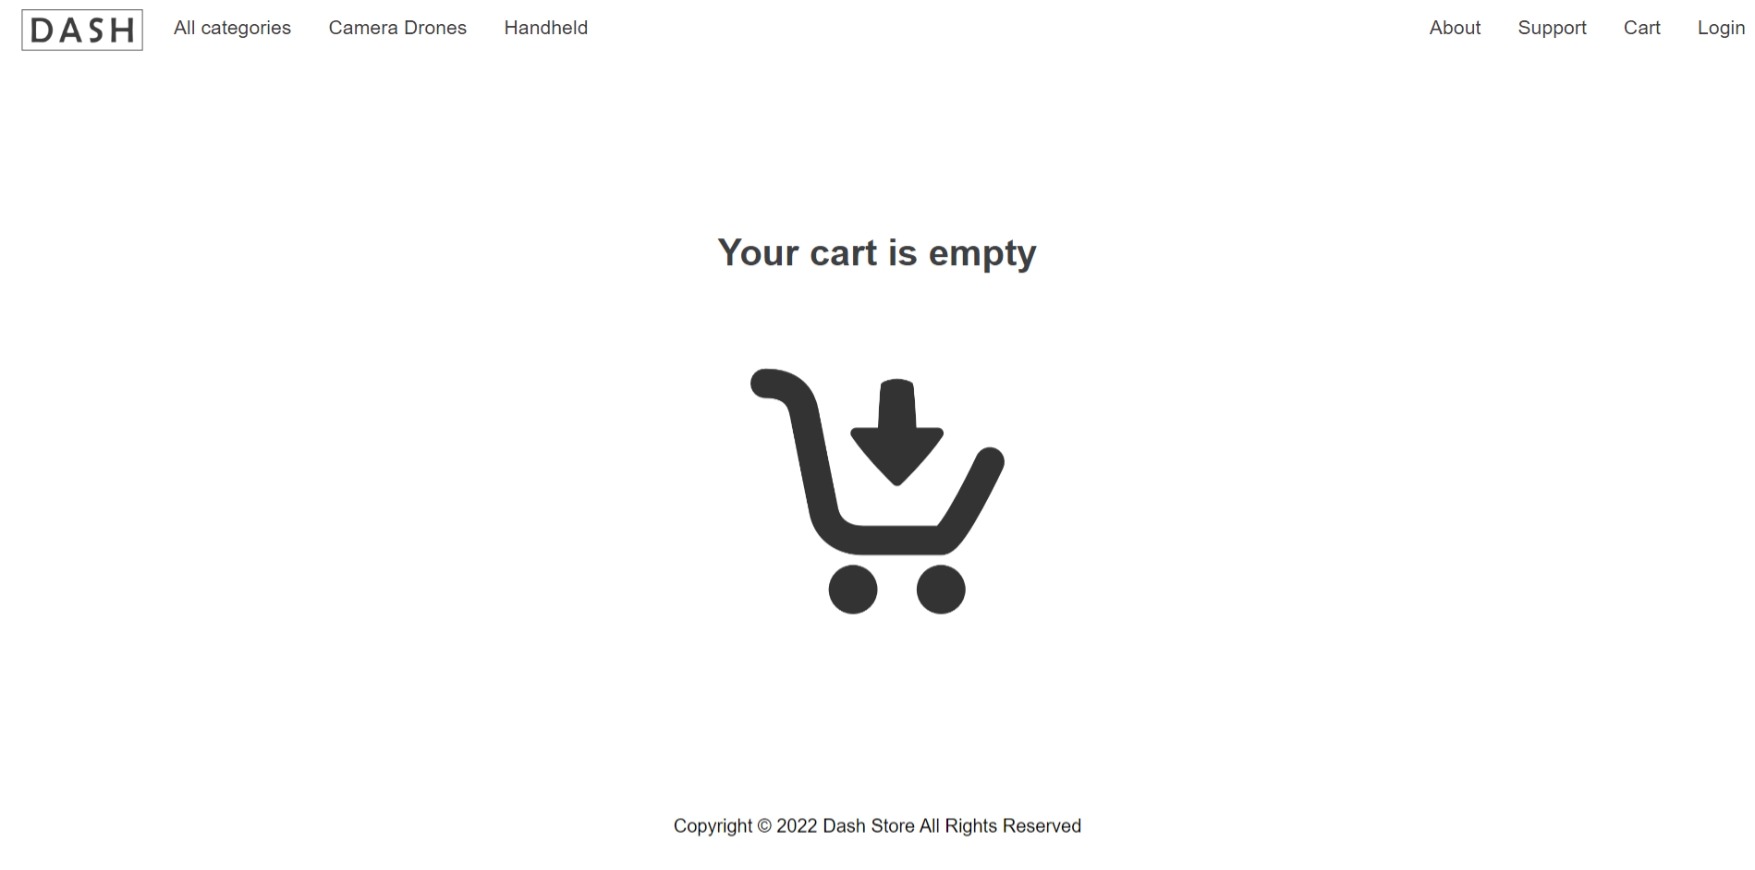 DASH All categories Camera Drones Handheld About Support Cart Login
Your cart is empty
Copyright © 2022 Dash Store All Rights Reserved